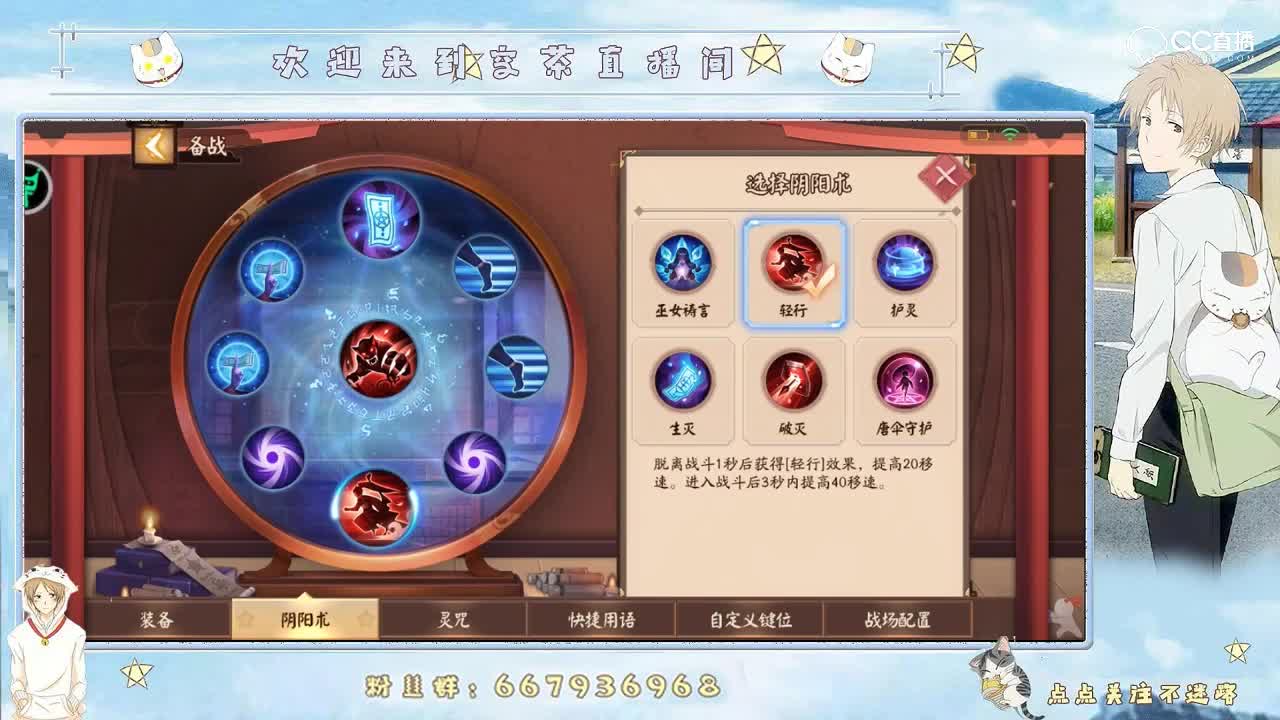 欢迎来到家茶直播间
CC直播
备战
选择阴阳术
巫女祷言
轻行
护灵
生灭
破灭
唐伞守护
脱离战斗1秒后获得[轻行]效果，提高20移
速。进入战斗后3秒内提高40移速。
装备
阴阳术
灵咒
快捷用语
自定义键位
战场配置
粉丝群：667936968
点点关注不迷路